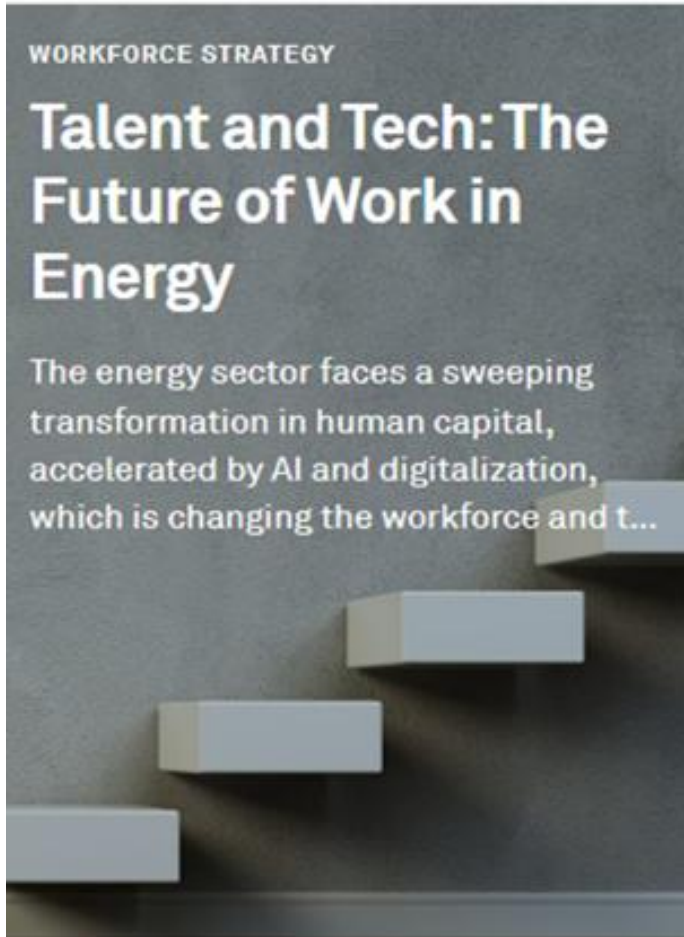 WORKFORCE STRATEGY
Talent and Tech: The
Future of Work in
Energy
The energy sector faces a sweeping
transformation in human capital,
accelerated by AI and digitalization,
which is changing the workforce and t...